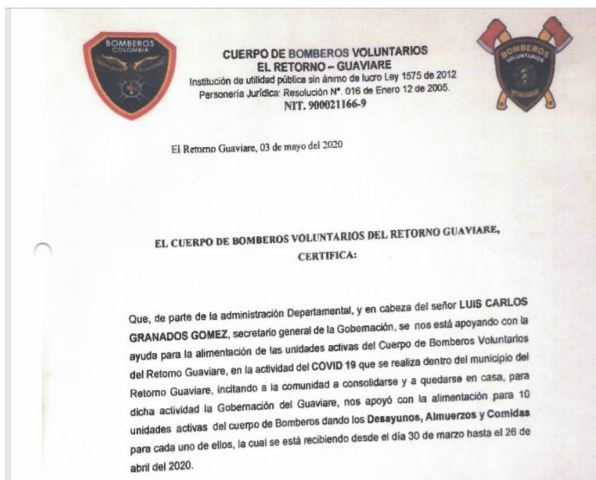 BOMBEROS
COLOMBIA
CUERPO DE BOMBEROS VOLUNTARIOS
EL RETORNO – GUAVIARE
Institución de utilidad pública sin ánimo de lucro Ley 1575 de 2012
Personería Jurídica: Resolución N°. 016 de Enero 12 de 2005.
NIT. 900021166-9
BOMBEROS
VOLUNTARIOS
El Retorno Guaviare, 03 de mayo del 2020
EL CUERPO DE BOMBEROS VOLUNTARIOS DEL RETORNO GUAVIARE,
CERTIFICA:
Que, de parte de la administración Departamental, y en cabeza del señor LUIS CARLOS
GRANADOS GOMEZ, secretario general de la Gobernación, se nos está apoyando con la
ayuda para la alimentación de las unidades activas del Cuerpo de Bomberos Voluntarios
del Retorno Guaviare, en la actividad del COVID 19 que se realiza dentro del municipio del
Retorno Guaviare, incitando a la comunidad a consolidarse y a quedarse en casa, para
dicha actividad la Gobernación del Guaviare, nos apoyó con la alimentación para 10
unidades activas del cuerpo de Bomberos dando los Desayunos, Almuerzos y Comidas
para cada uno de ellos, la cual se está recibiendo desde el día 30 de marzo hasta el 26 de
abril del 2020.